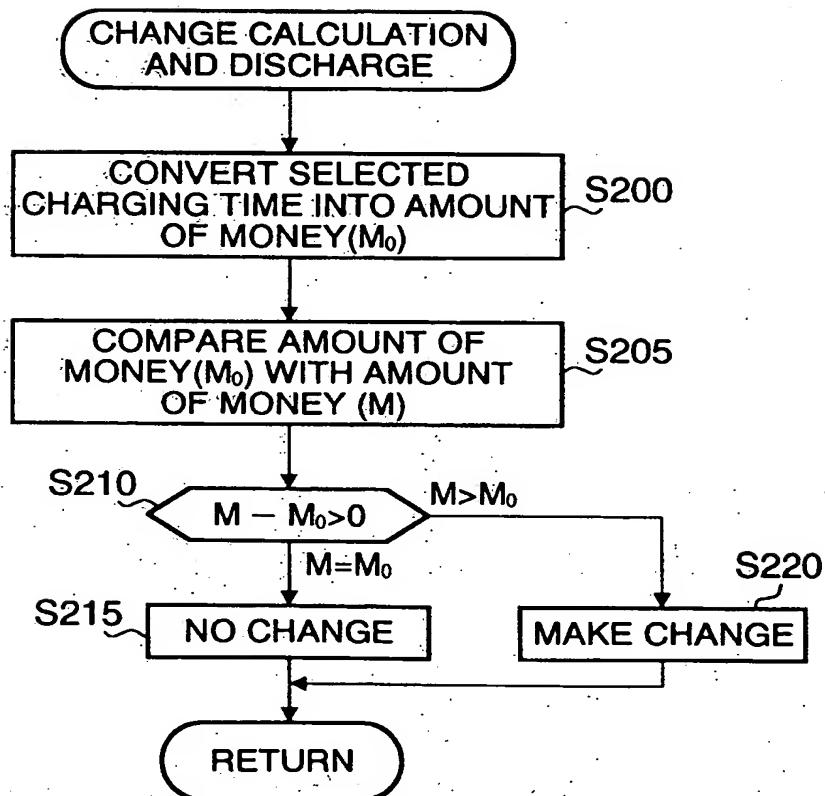 CHANGE CALCULATION
AND DISCHARGE
CONVERT SELECTED
CHARGING TIME INTO AMOUNT
OF MONEY(M₀)
S200
COMPARE AMOUNT OF
MONEY(M₀) WITH AMOUNT
OF MONEY (M)
S205
S210
M — M₀>0
M>M₀
M=M₀
S215
NO CHANGE
S220
MAKE CHANGE
RETURN